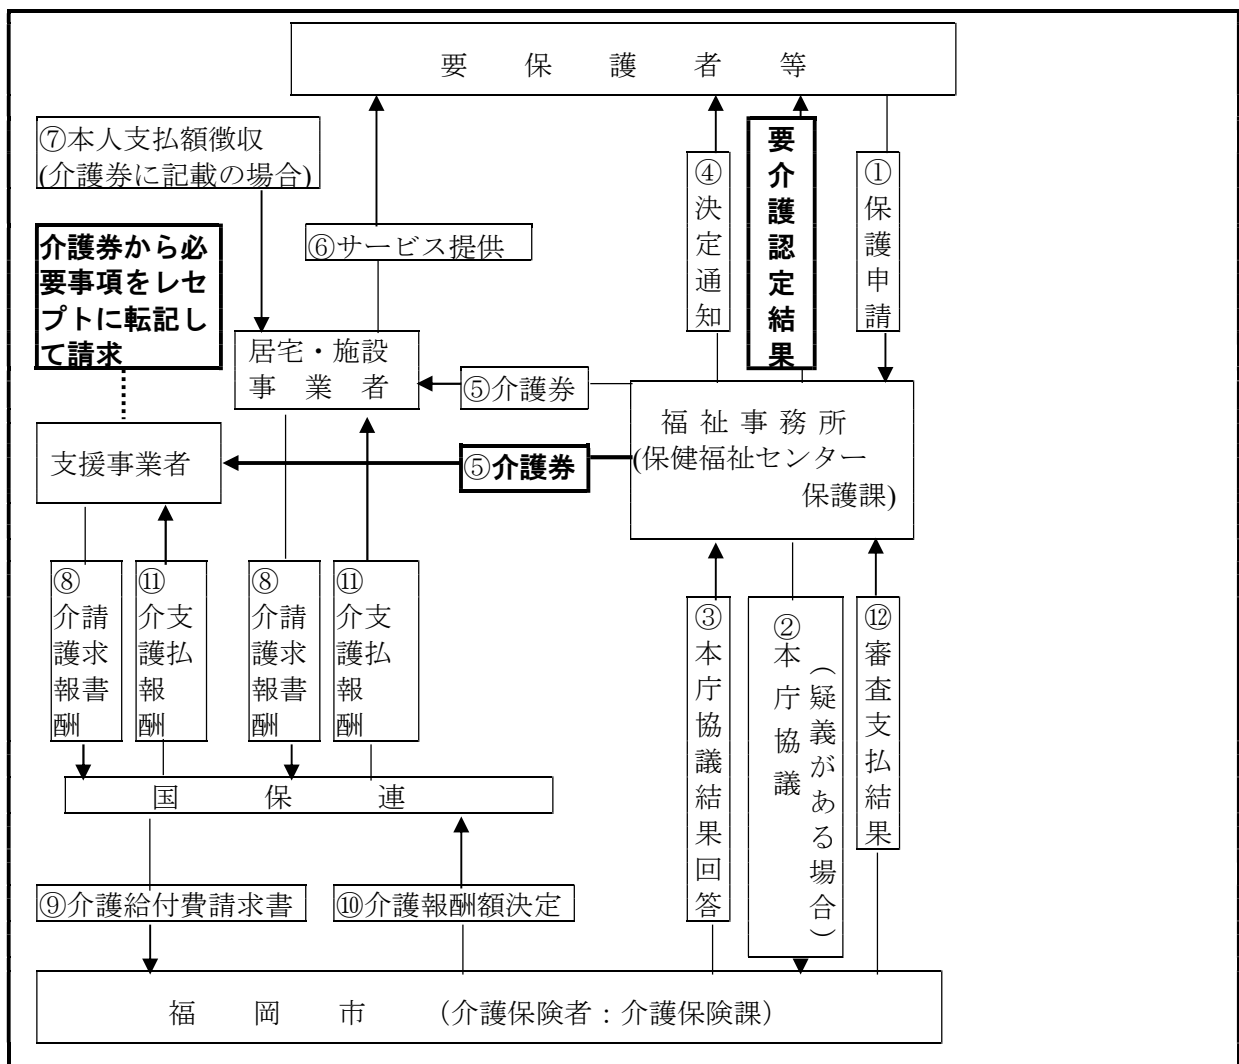 要保護者等
⑦本人支払額徴収
(介護券に記載の場合)
要介護認定結果
④決定通知
①保護申請
介護券から必
要事項をレセ
プトに転記し
て請求
⑥サービス提供
居宅・施設
事業者
⑤介護券
福祉事務所
(保健福祉センター
保護課)
支援事業者
⑤介護券
⑧
介護報酬
請求書
⑪
介護報酬
支払
⑧
介護報酬
請求書
⑪
介護報酬
支払
③本庁協議結果回答
②本庁協議
（疑義がある場合）
⑫審査支払結果
国保連
⑨介護給付費請求書
⑩介護報酬額決定
福岡市 （介護保険者：介護保険課）